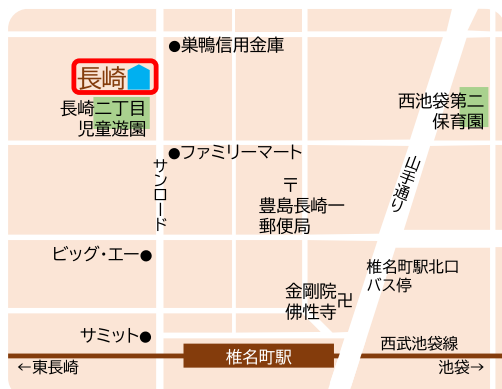 ●巣鴨信用金庫
長崎
長崎二丁目
児童遊園
西池袋第二
保育園
●ファミリーマート
サンロード
山手通り
〒
豊島長崎一
郵便局
ビッグ・エー●
椎名町駅北口
バス停
金剛院卍
佛性寺
サミット●
椎名町駅
西武池袋線
←東長崎
池袋→